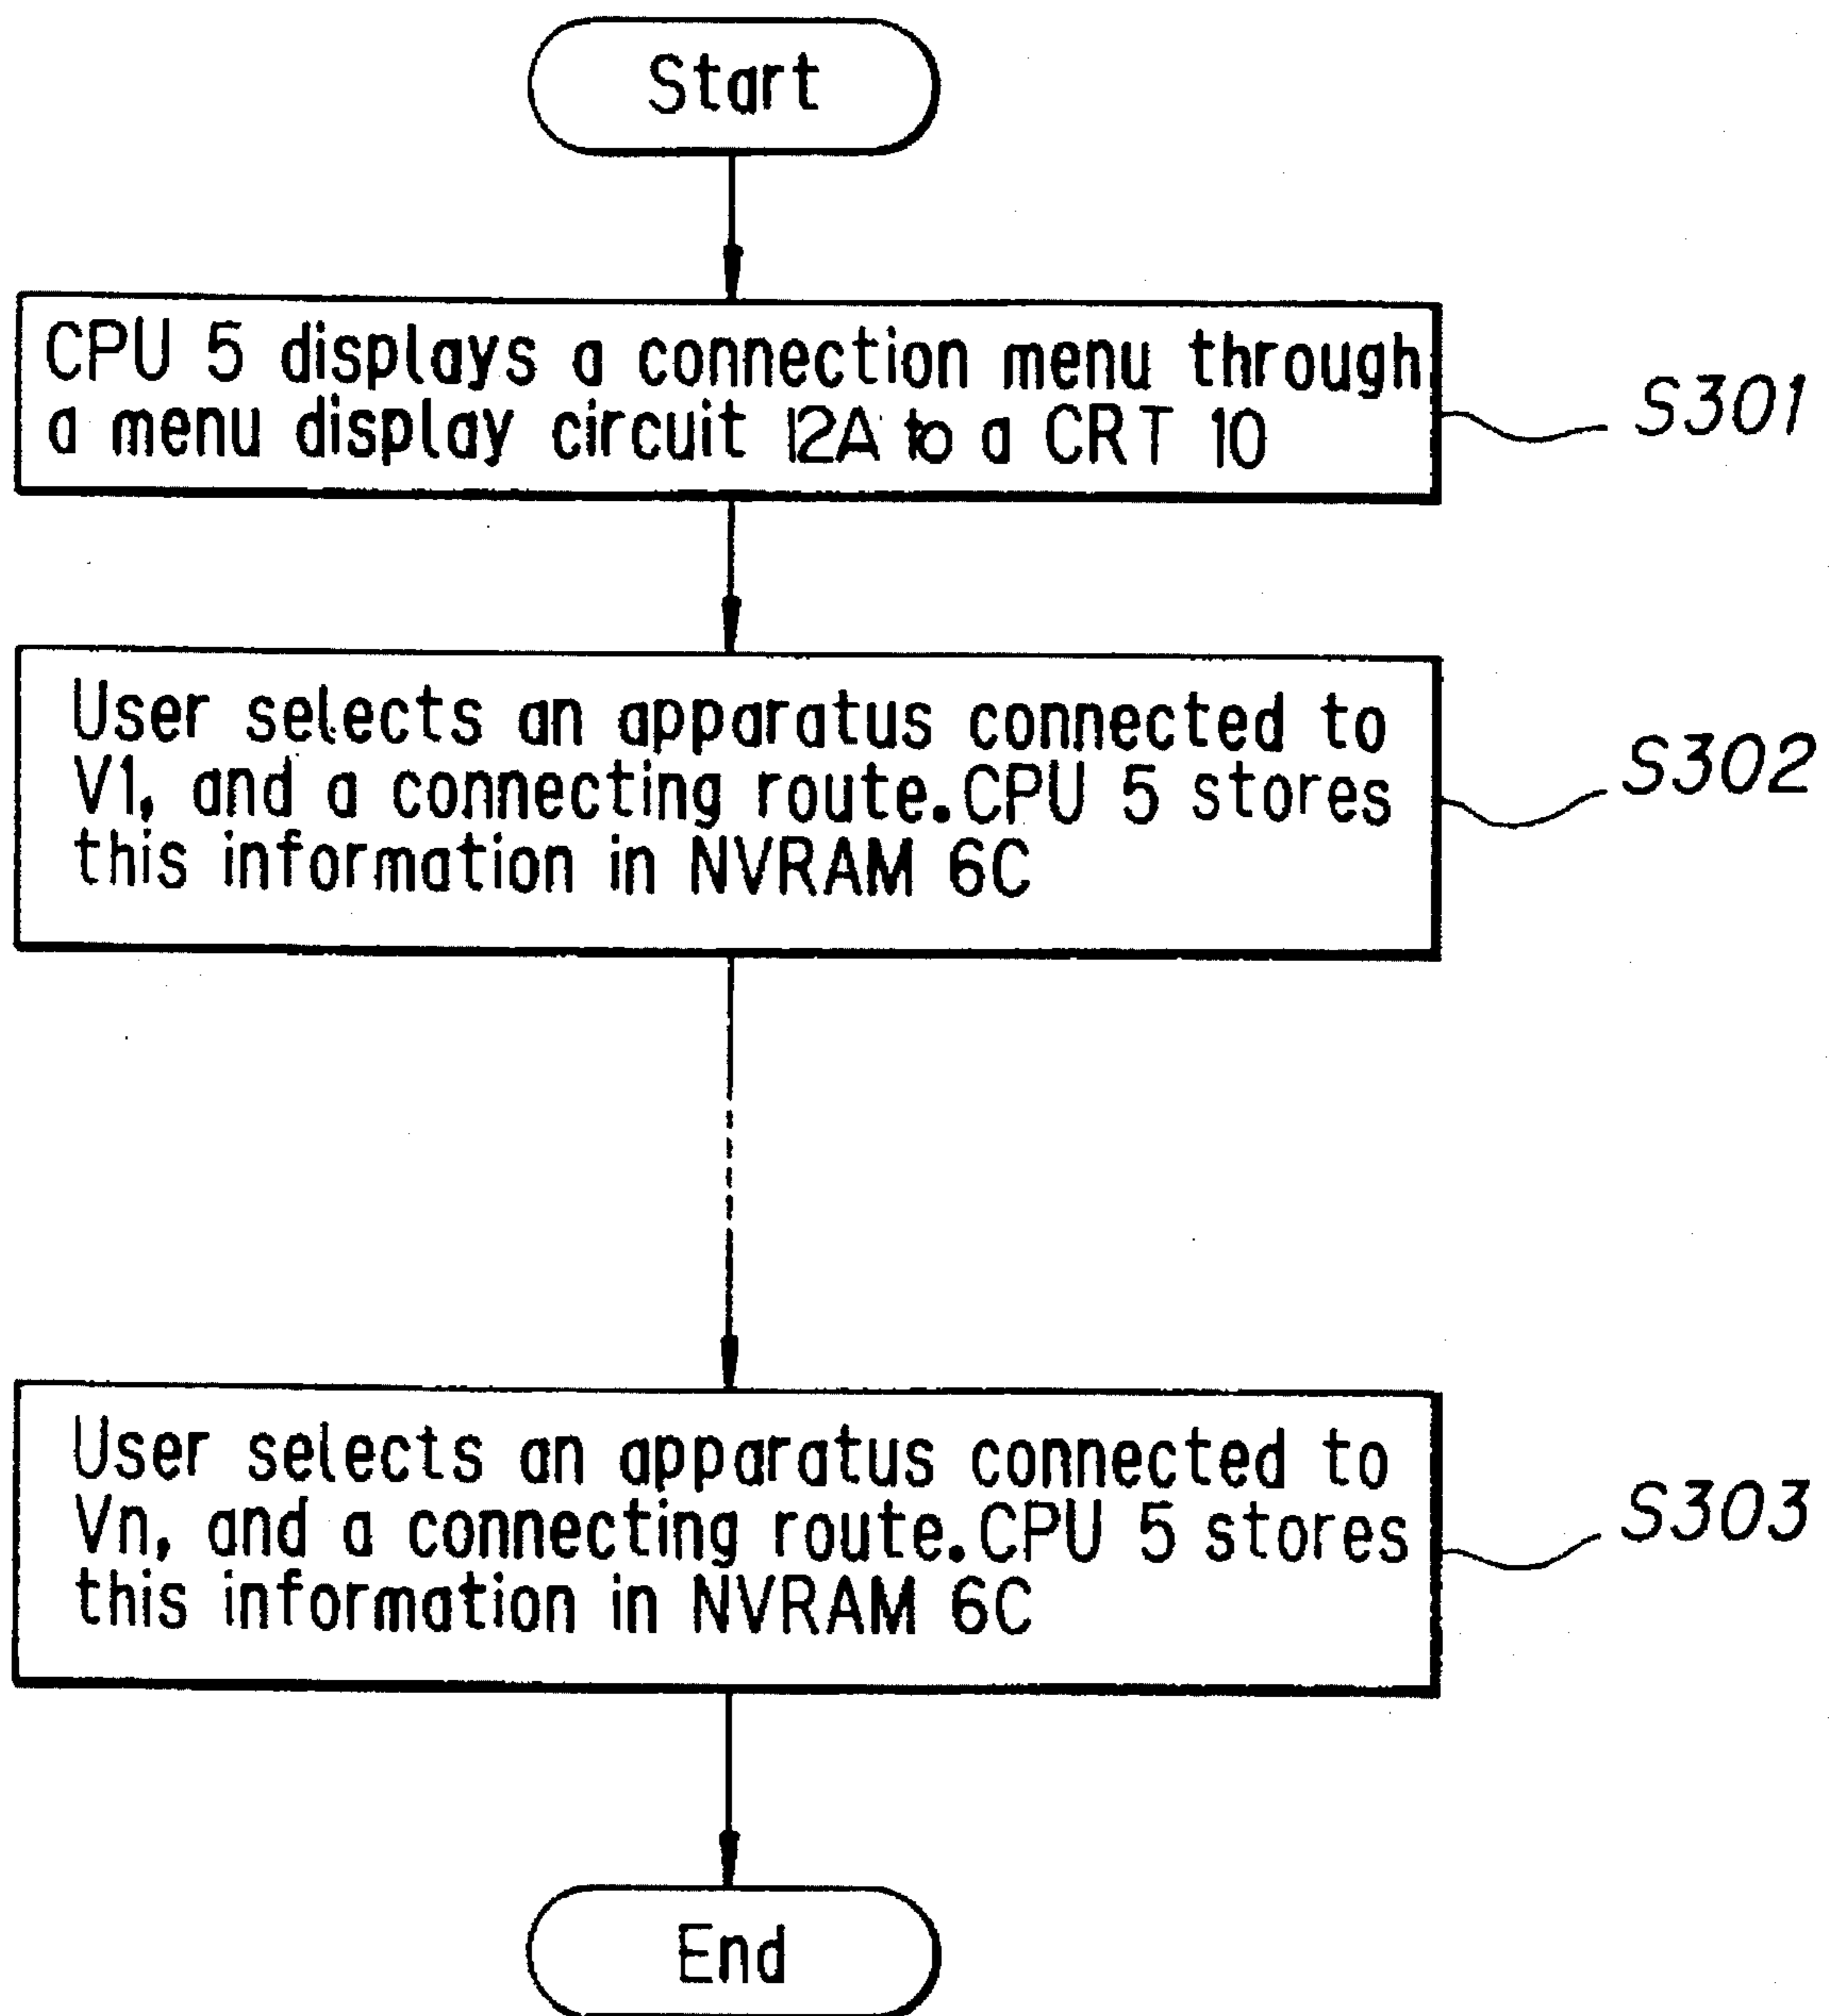 Start
CPU 5 displays a connection menu through
a menu display circuit 12A to a CRT 10
S301
User selects an apparatus connected to
V1, and a connecting route. CPU 5 stores
this information in NVRAM 6C
S302
User selects an apparatus connected to
Vn, and a connecting route. CPU 5 stores
this information in NVRAM 6C
S303
End